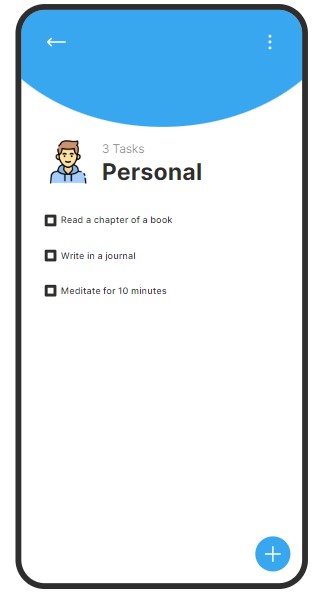 3 Tasks
Personal
Read a chapter of a book
Write in a journal
Meditate for 10 minutes